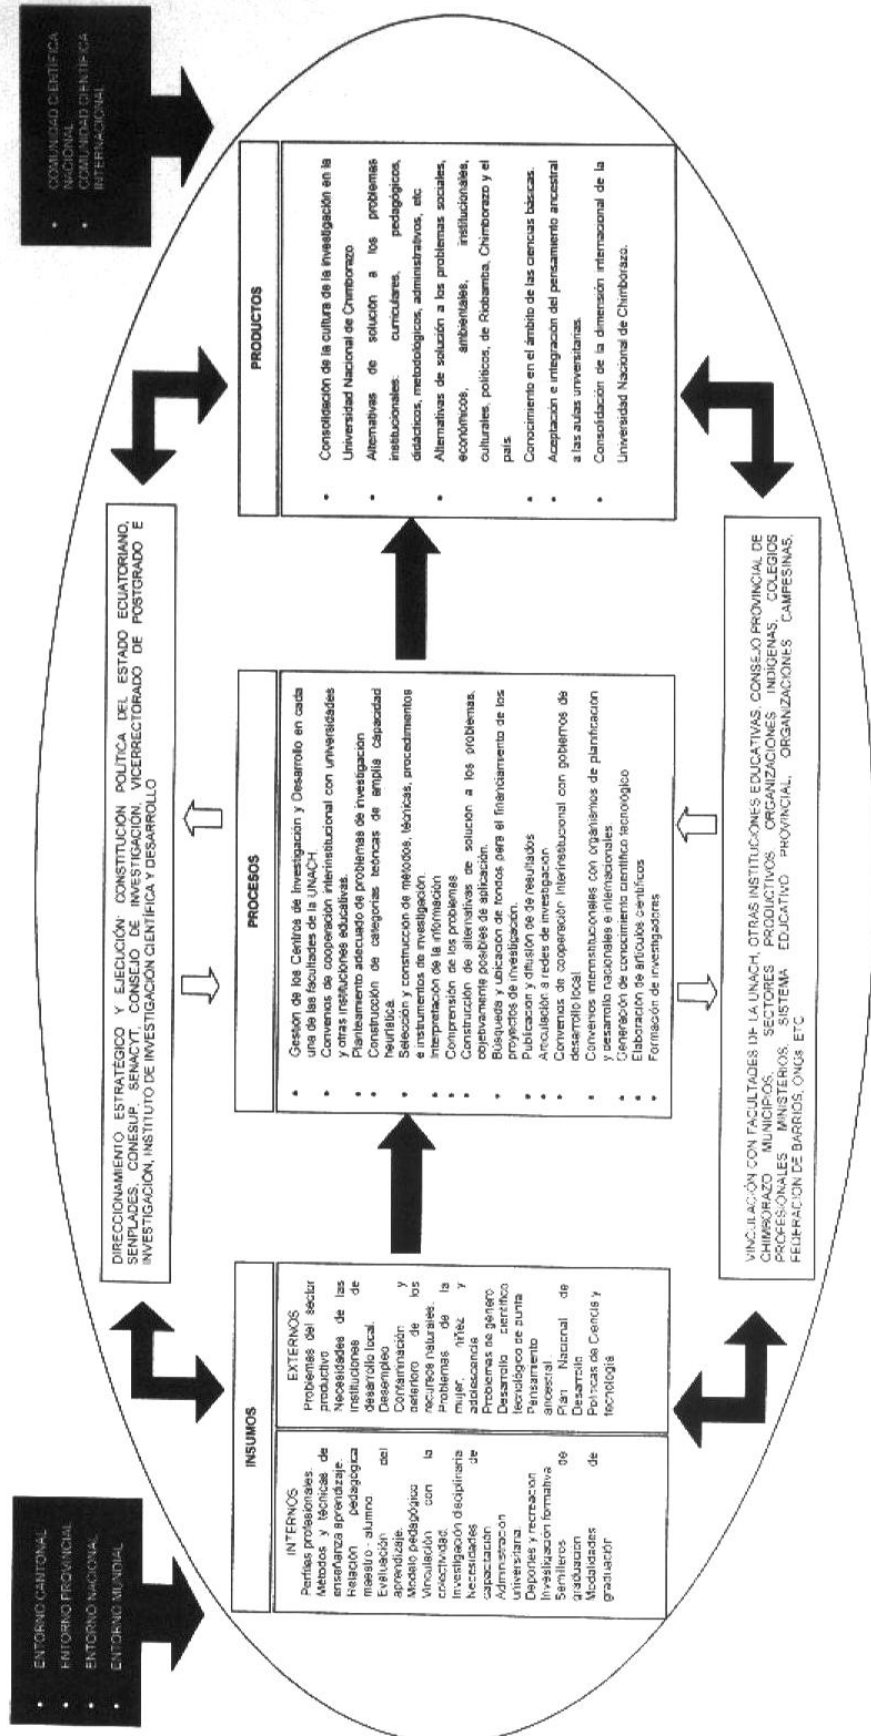 • ENTORNO CANTONAL
• ENTORNO PROVINCIAL
• ENTORNO NACIONAL
• ENTORNO MUNDIAL
• COMUNIDAD CIENTÍFICA
NACIONAL
• COMUNIDAD CIENTÍFICA
INTERNACIONAL
DIRECCIONAMIENTO ESTRATÉGICO Y EJECUCIÓN: CONSTITUCIÓN POLÍTICA DEL ESTADO ECUATORIANO,
SENPLADES, CONESUP, SENACYT, CONSEJO DE INVESTIGACIÓN, VICERRECTORADO DE POSTGRADO E
INVESTIGACIÓN, INSTITUTO DE INVESTIGACIÓN CIENTÍFICA Y DESARROLLO
INSUMOS
INTERNOS
Perfiles profesionales.
Métodos y técnicas de
enseñanza aprendizaje.
Relación pedagógica
maestro - alumno
Evaluación del
aprendizaje.
Modelo pedagógico
Vinculación con la
colectividad.
Investigación disciplinaria
Necesidades de
capacitación
Administración
universitaria.
Deportes y recreación
Investigación formativa
Semilleros de
graduación
Modalidades de
graduación
EXTERNOS
Problemas del sector
productivo
Necesidades de las
instituciones de
desarrollo local.
Desempleo
Contaminación y
deterioro de los
recursos naturales.
Problemas de la
mujer, niñez y
adolescencia
Problemas de género
Desarrollo científico
tecnológico de punta
Pensamiento
ancestral.
Plan Nacional de
Desarrollo
Políticas de Ciencia y
tecnología
PROCESOS
• Gestión de los Centros de Investigación y Desarrollo en cada
una de las facultades de la UNACH.
• Convenios de cooperación interinstitucional con universidades
y otras instituciones educativas.
• Planteamiento adecuado de problemas de investigación
• Construcción de categorías teóricas de amplia capacidad
heurística.
• Selección y construcción de métodos, técnicas, procedimientos
e instrumentos de investigación.
• Interpretación de la información
• Comprensión de los problemas
• Construcción de alternativas de solución a los problemas,
objetivamente posibles de aplicación.
• Búsqueda y ubicación de fondos para el financiamiento de los
proyectos de investigación.
• Publicación y difusión de de resultados
• Articulación a redes de investigación
• Convenios de cooperación interinstitucional con gobiernos de
desarrollo local.
• Convenios interinstitucionales con organismos de planificación
y desarrollo nacionales e internacionales
• Generación de conocimiento científico tecnológico
• Elaboración de artículos científicos
• Formación de investigadores
PRODUCTOS
• Consolidación de la cultura de la investigación en la
Universidad Nacional de Chimborazo
• Alternativas de solución a los problemas
institucionales: curriculares, pedagógicos,
didácticos, metodológicos, administrativos, etc
• Alternativas de solución a los problemas sociales,
económicos, ambientales, institucionales,
culturales, políticos, de Riobamba, Chimborazo y el
país.
• Conocimiento en el ámbito de las ciencias básicas.
• Aceptación e integración del pensamiento ancestral
a las aulas universitarias.
• Consolidación de la dimensión internacional de la
Universidad Nacional de Chimborazo.
VINCULACIÓN CON FACULTADES DE LA UNACH, OTRAS INSTITUCIONES EDUCATIVAS, CONSEJO PROVINCIAL DE
CHIMBORAZO MUNICIPIOS, SECTORES PRODUCTIVOS, ORGANIZACIONES INDÍGENAS, COLEGIOS
PROFESIONALES MINISTERIOS, SISTEMA EDUCATIVO PROVINCIAL, ORGANIZACIONES CAMPESINAS,
FEDERACION DE BARRIOS, ONGs, ETC